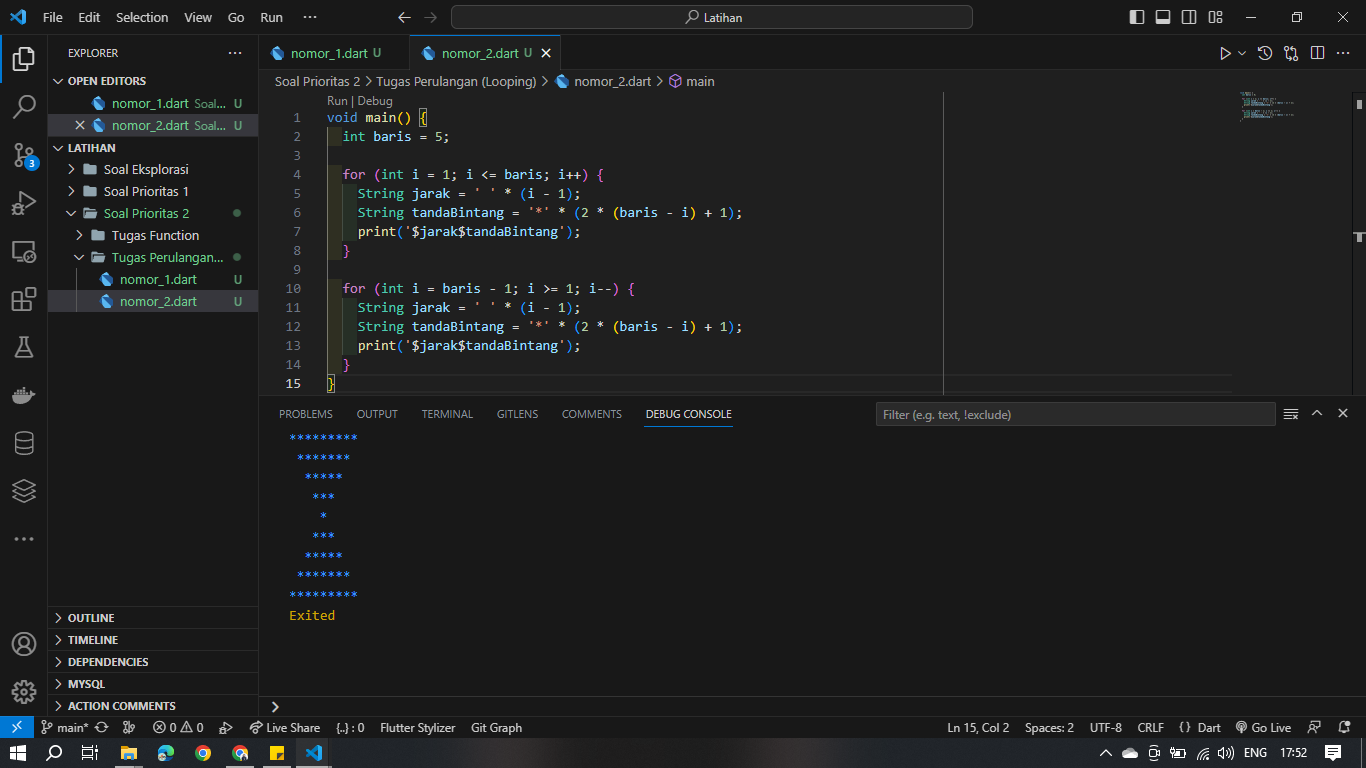 File Edit Selection View Go Run ··· Latihan
EXPLORER ···
OPEN EDITORS
nomor_1.dart Soal... U
nomor_2.dart Soal... U
LATIHAN
Soal Eksplorasi
Soal Prioritas 1
Soal Prioritas 2
Tugas Function
Tugas Perulangan...
nomor_1.dart U
nomor_2.dart U
OUTLINE
TIMELINE
DEPENDENCIES
MYSQL
ACTION COMMENTS
3
nomor_1.dart U nomor_2.dart U
Soal Prioritas 2 > Tugas Perulangan (Looping) > nomor_2.dart > main
Run | Debug
1 void main() {
2   int baris = 5;
3
4   for (int i = 1; i <= baris; i++) {
5     String jarak = ' ' * (i - 1);
6     String tandaBintang = '*' * (2 * (baris - i) + 1);
7     print('$jarak$tandaBintang');
8   }
9
10   for (int i = baris - 1; i >= 1; i--) {
11     String jarak = ' ' * (i - 1);
12     String tandaBintang = '*' * (2 * (baris - i) + 1);
13     print('$jarak$tandaBintang');
14   }
15 }
PROBLEMS OUTPUT TERMINAL GITLENS COMMENTS DEBUG CONSOLE Filter (e.g. text, !exclude)
*********
 *******
  *****
   ***
    *
   ***
  *****
 *******
*********
Exited
main* 0 0 Live Share {..} : 0 Flutter Stylizer Git Graph Ln 15, Col 2 Spaces: 2 UTF-8 CRLF {} Dart Go Live
ENG 17:52